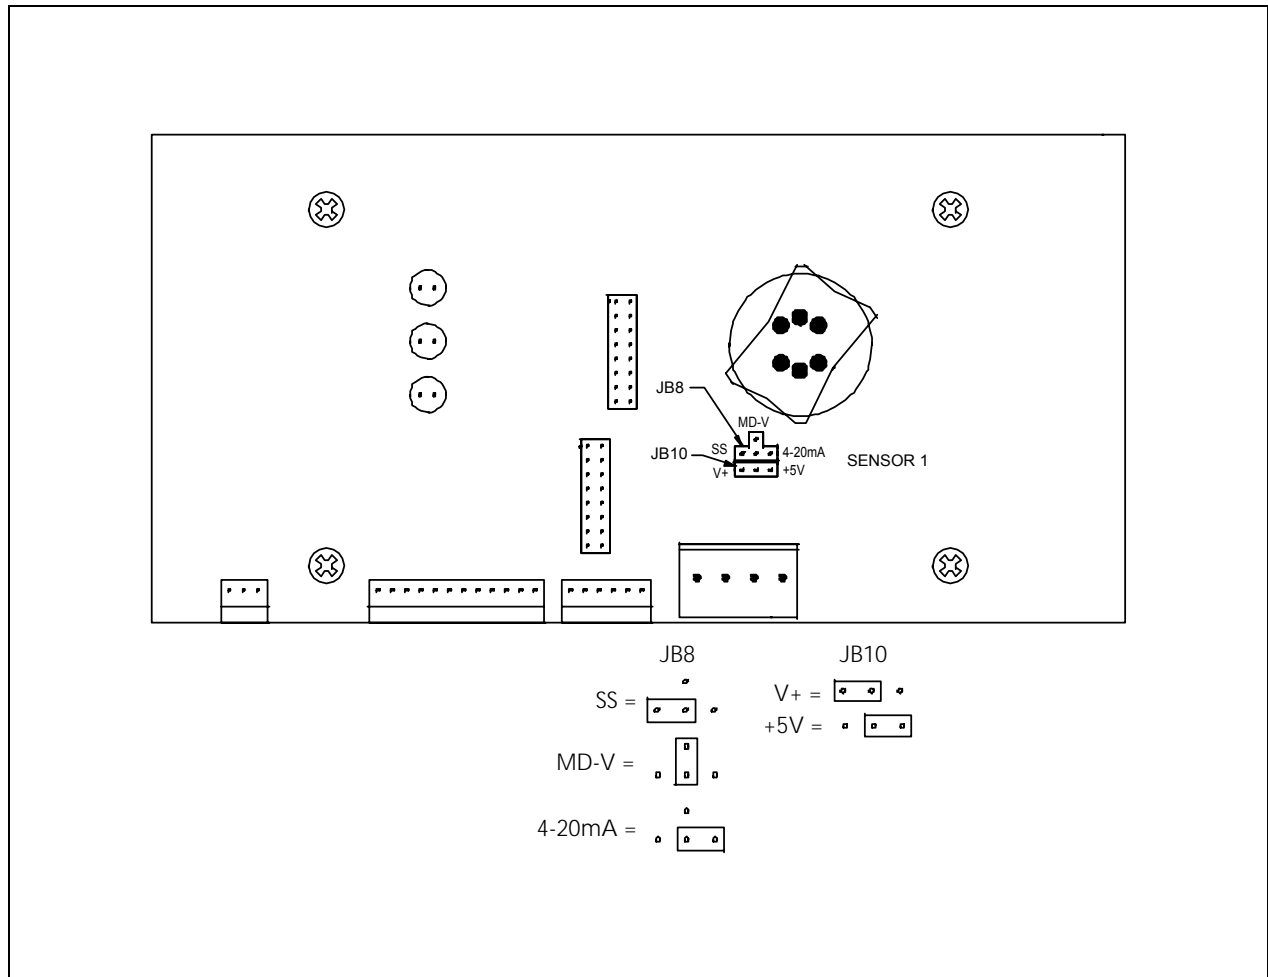 JB8
MD-V
SS
4-20mA
JB10
V+
+5V
SENSOR 1
JB8
JB10
SS =
V+ =
+5V =
MD-V =
4-20mA =